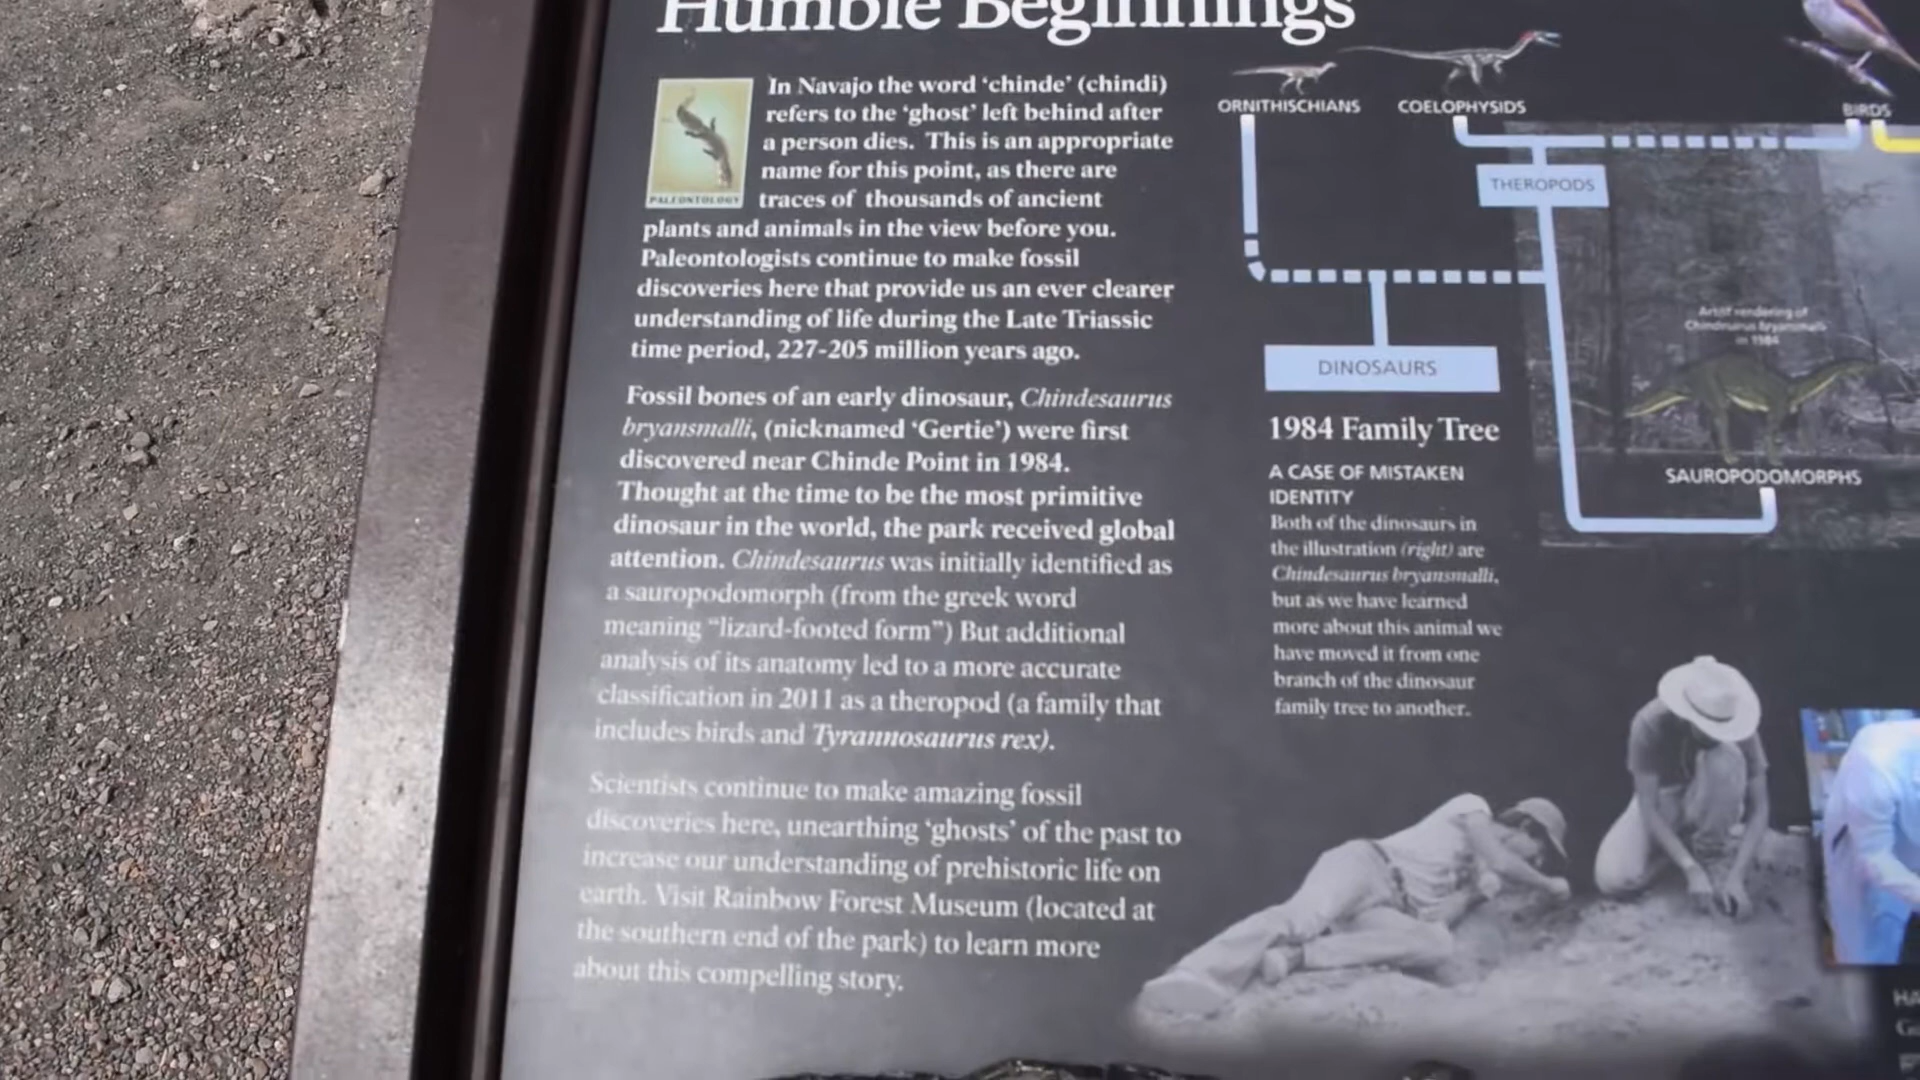 Humble Beginnings
In Navajo the word ‘chinde’ (chindi)
refers to the ‘ghost’ left behind after
a person dies. This is an appropriate
name for this point, as there are
traces of thousands of ancient
plants and animals in the view before you.
Paleontologists continue to make fossil
discoveries here that provide us an ever clearer
understanding of life during the Late Triassic
time period, 227-205 million years ago.
PALEONTOLOGY
Fossil bones of an early dinosaur, Chindesaurus
bryansmalli, (nicknamed ‘Gertie’) were first
discovered near Chinde Point in 1984.
Thought at the time to be the most primitive
dinosaur in the world, the park received global
attention. Chindesaurus was initially identified as
a sauropodomorph (from the greek word
meaning “lizard-footed form”) But additional
analysis of its anatomy led to a more accurate
classification in 2011 as a theropod (a family that
includes birds and Tyrannosaurus rex).
Scientists continue to make amazing fossil
discoveries here, unearthing ‘ghosts’ of the past to
increase our understanding of prehistoric life on
earth. Visit Rainbow Forest Museum (located at
the southern end of the park) to learn more
about this compelling story.
ORNITHISCHIANS
COELOPHYSIDS
BIRDS
THEROPODS
DINOSAURS
Artist rendering of
Chindesaurus bryansmalli
in 1984
SAUROPODOMORPHS
1984 Family Tree
A CASE OF MISTAKEN
IDENTITY
Both of the dinosaurs in
the illustration (right) are
Chindesaurus bryansmalli,
but as we have learned
more about this animal we
have moved it from one
branch of the dinosaur
family tree to another.